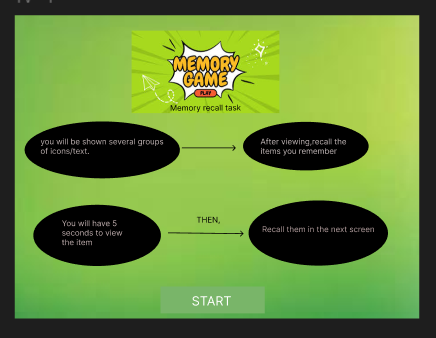 MEMORY
GAME
PLAY
Memory recall task
you will be shown several groups
of icons/text.
After viewing,recall the
items you remember
You will have 5
seconds to view
the item
THEN,
Recall them in the next screen
START